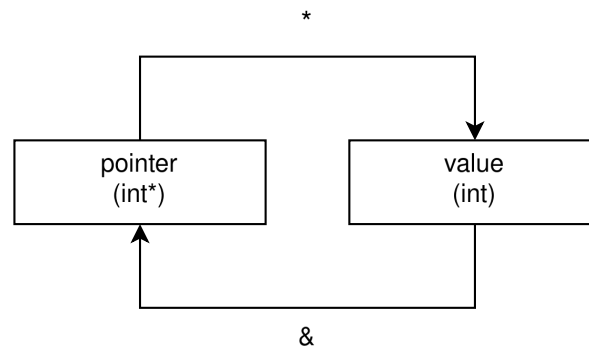 *
pointer
(int*)
value
(int)
&